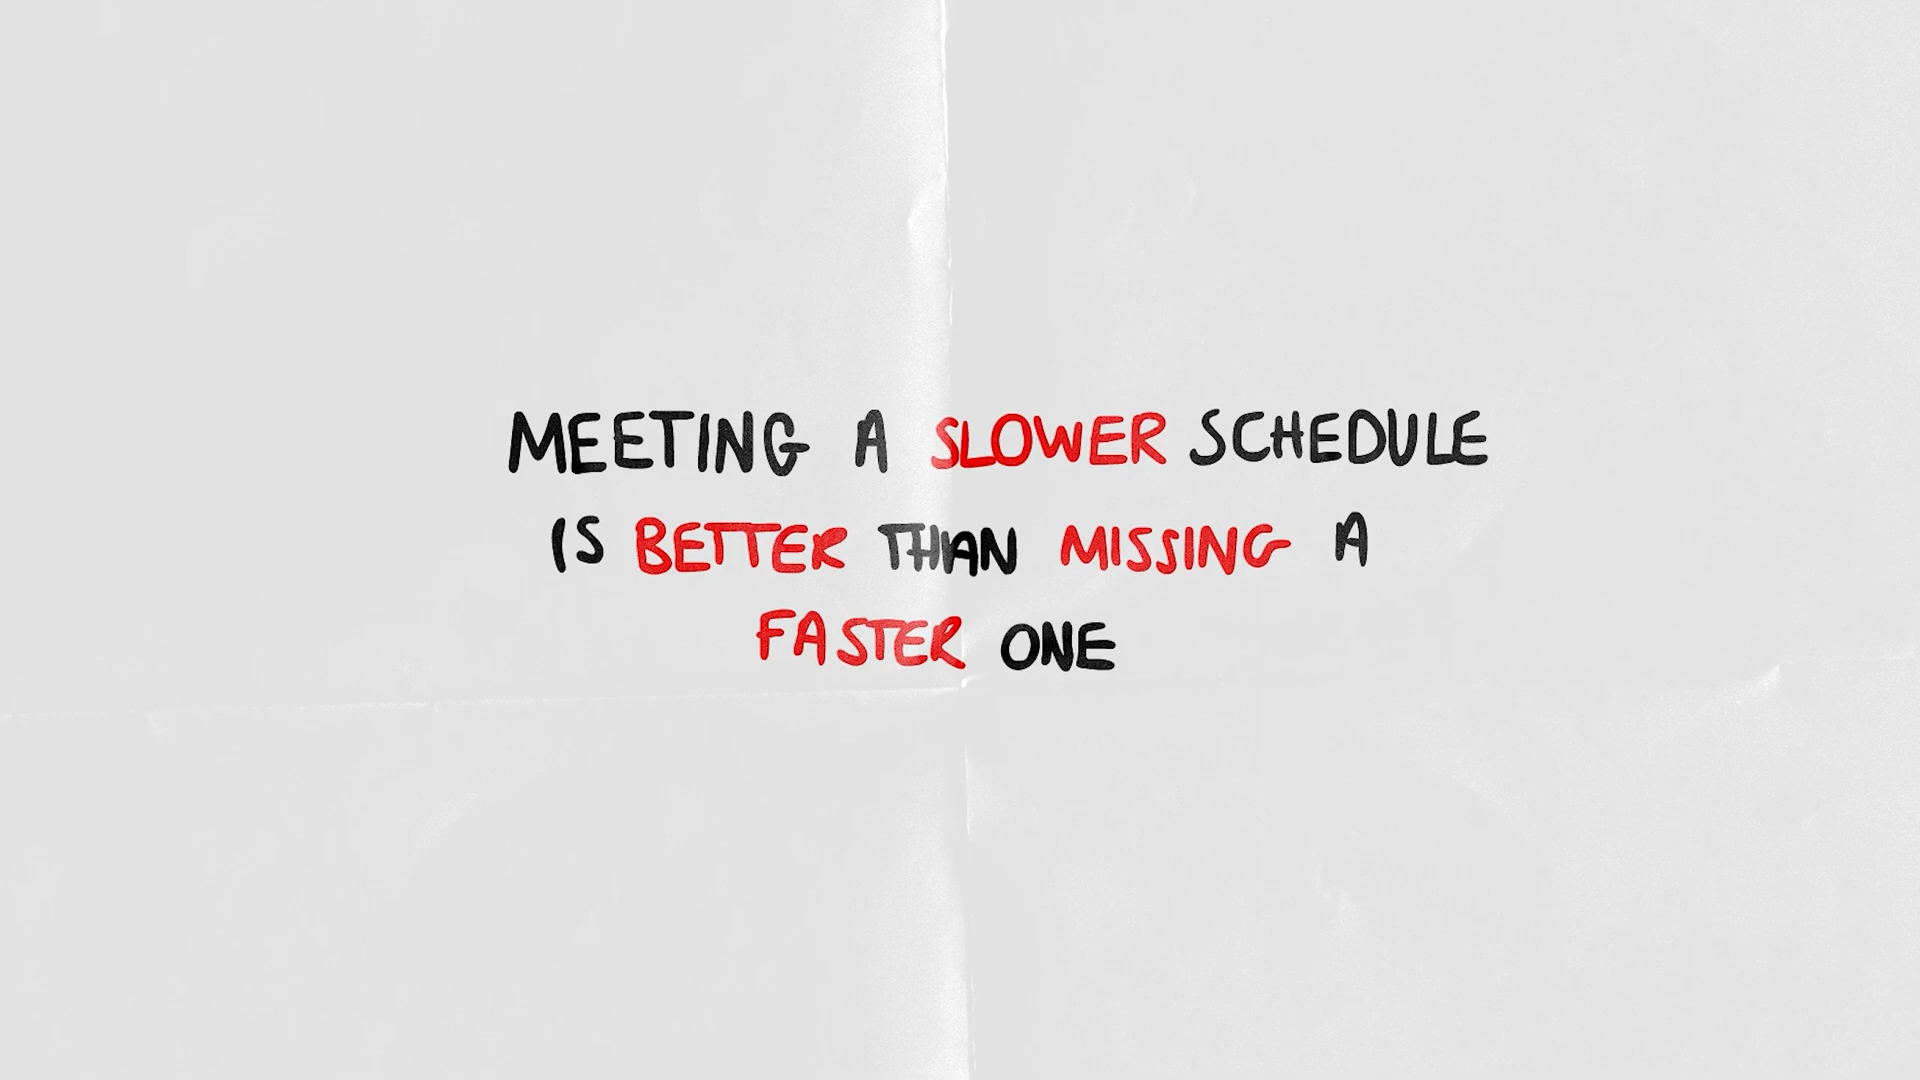 MEETING A SLOWER SCHEDULE
IS BETTER THAN MISSING A
FASTER ONE